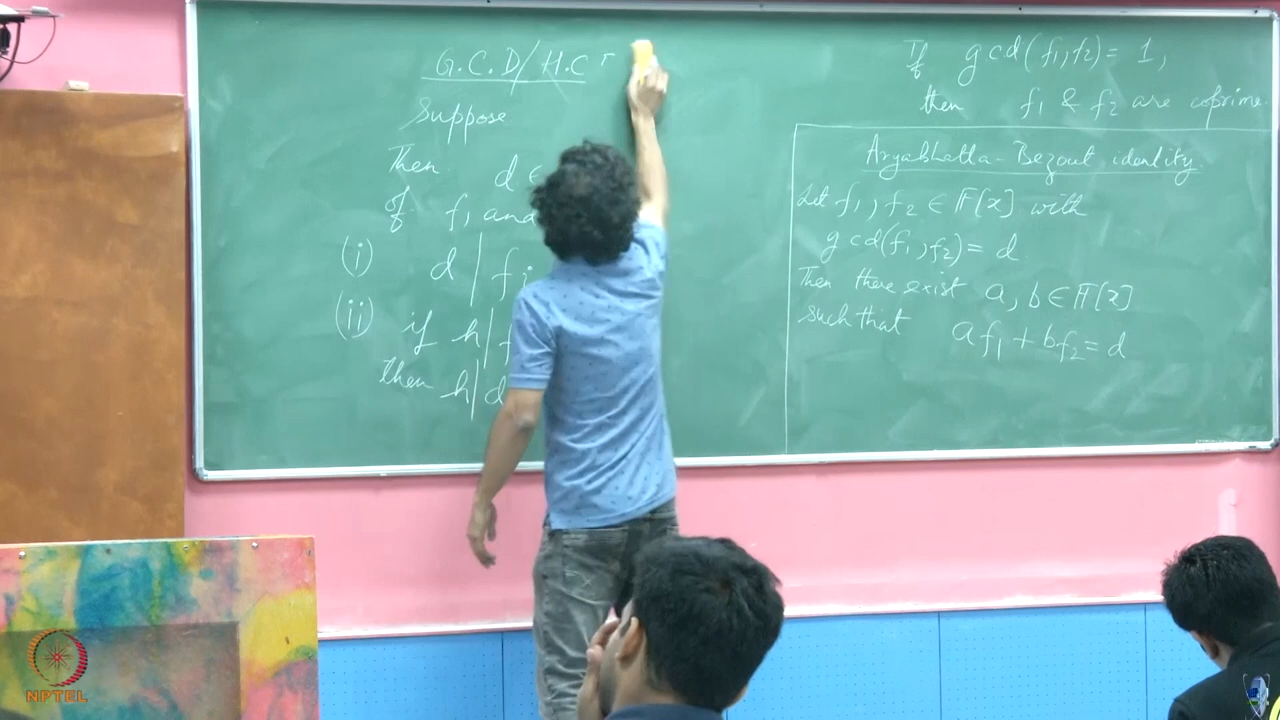 G.C.D/H.C
Suppose
Then d ∈
of f₁ and
(i) d | f
(ii) if h |
then h | d
If gcd(f₁, f₂) = 1,
then f₁ & f₂ are coprime.
Aryabhatta - Bezout identity.
Let f₁, f₂ ∈ F[x] with
gcd(f₁, f₂) = d
Then there exist a, b ∈ F[x]
such that af₁ + bf₂ = d
NPTEL